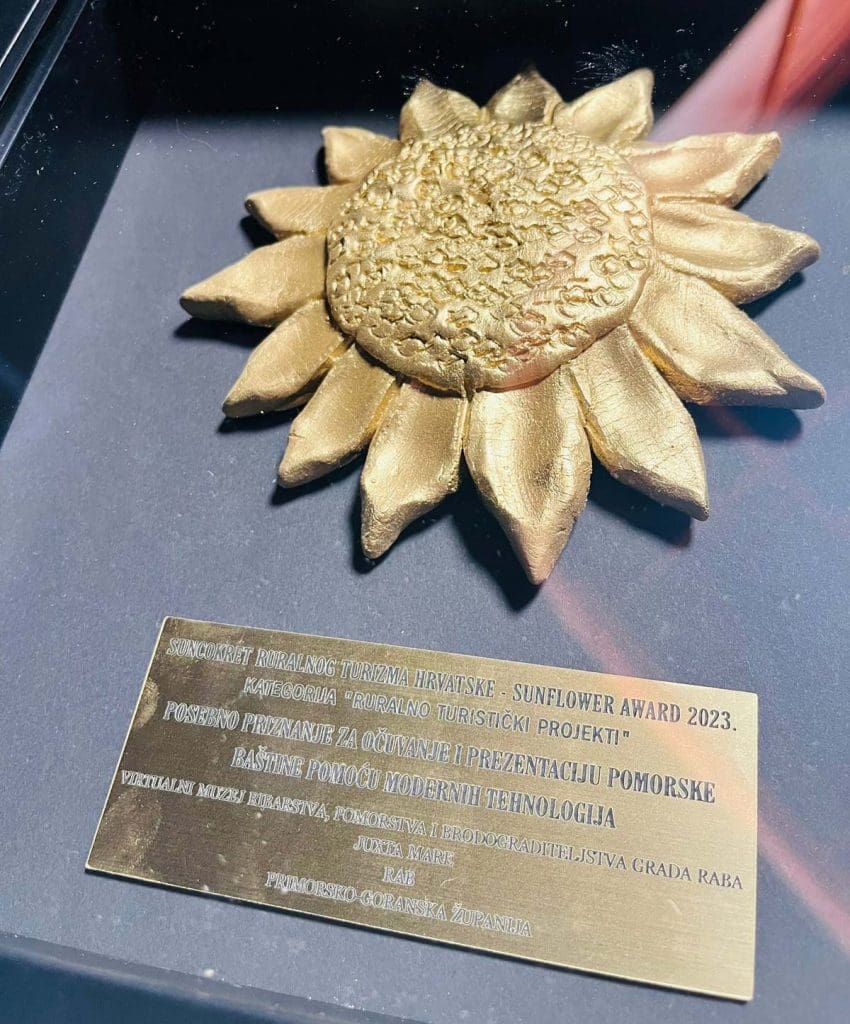 SUNCOKRET RURALNOG TURIZMA HRVATSKE - SUNFLOWER AWARD 2023.
KATEGORIJA "RURALNO TURISTIČKI PROJEKTI"
POSEBNO PRIZNANJE ZA OČUVANJE I PREZENTACIJU POMORSKE
BAŠTINE POMOĆU MODERNIH TEHNOLOGIJA
VIRTUALNI MUZEJ RIBARSTVA, POMORSTVA I BRODOGRADITELJSTVA GRADA RABA
JUXTA MARE
RAB
PRIMORSKO-GORANSKA ŽUPANIJA